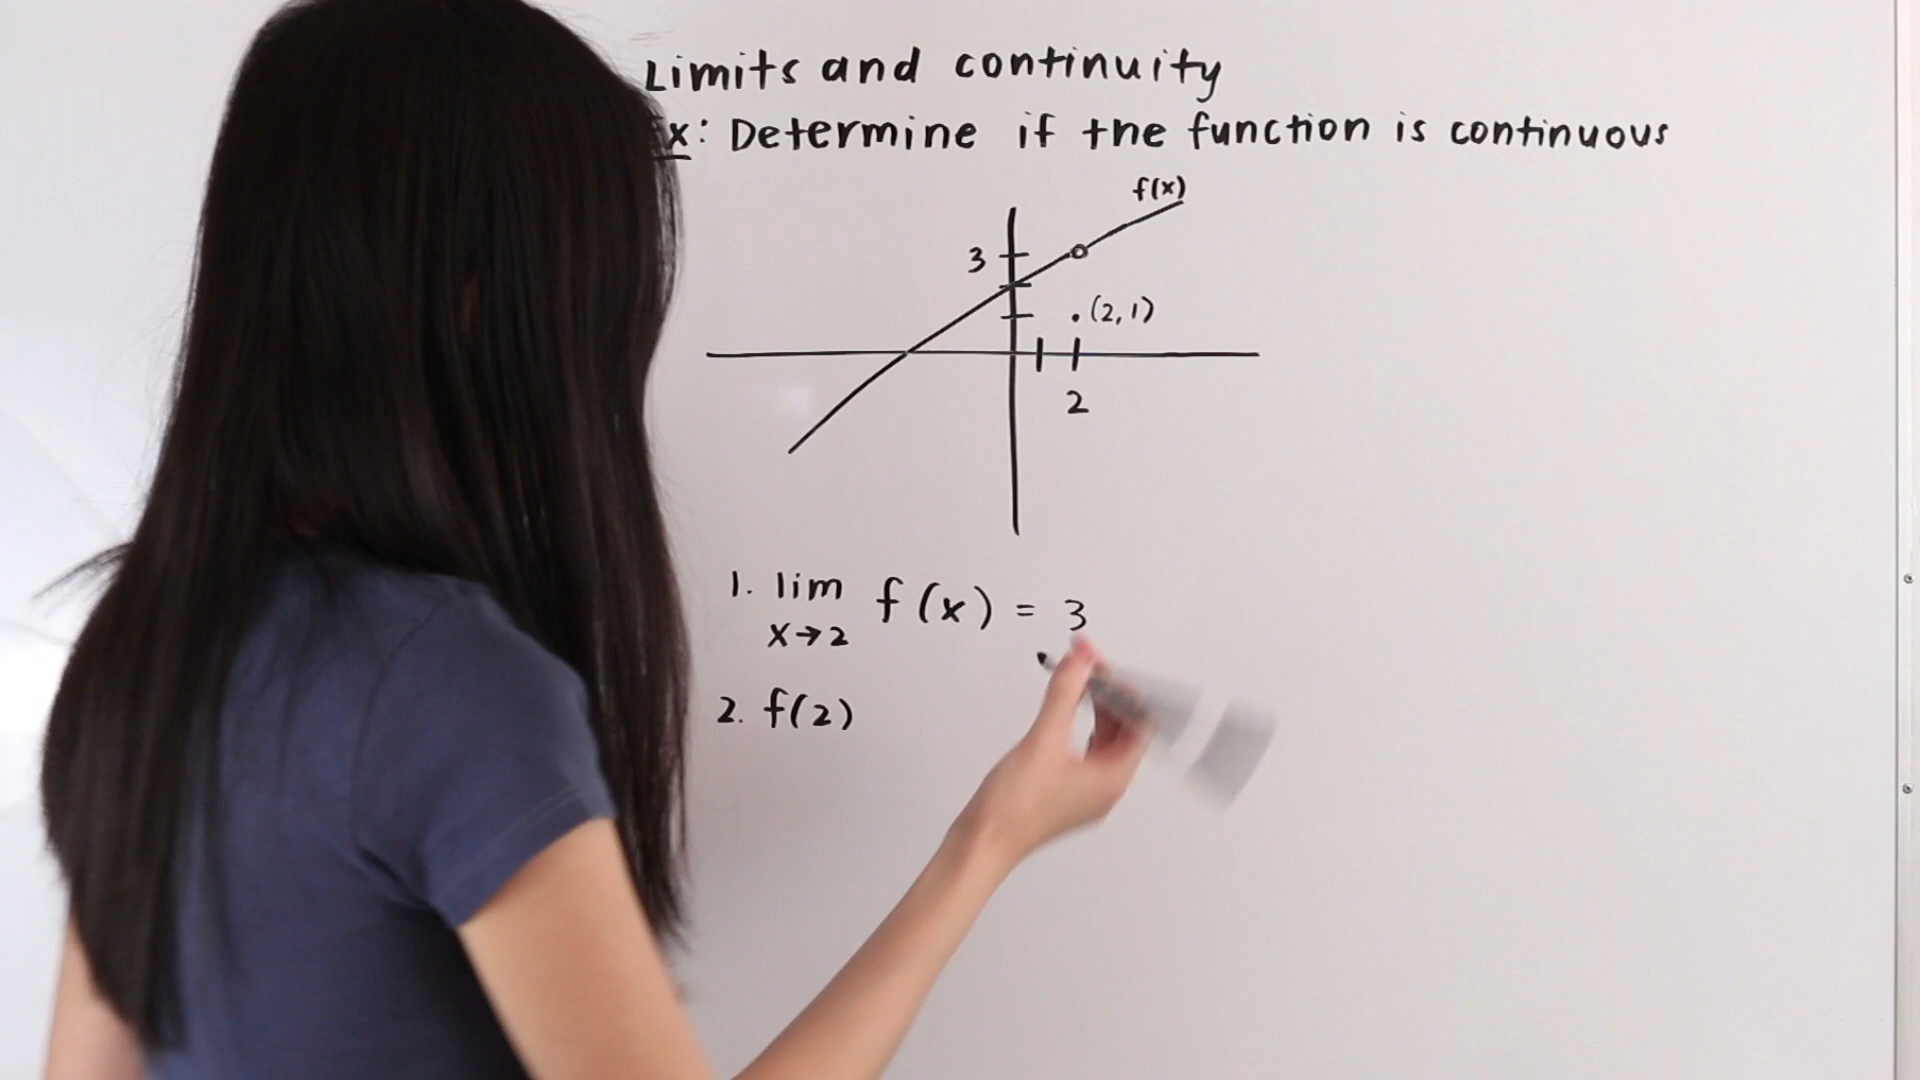 Limits and continuity
x: Determine if the function is continuous
f(x)
3
(2,1)
2
1. lim f(x) = 3
x→2
2. f(2)